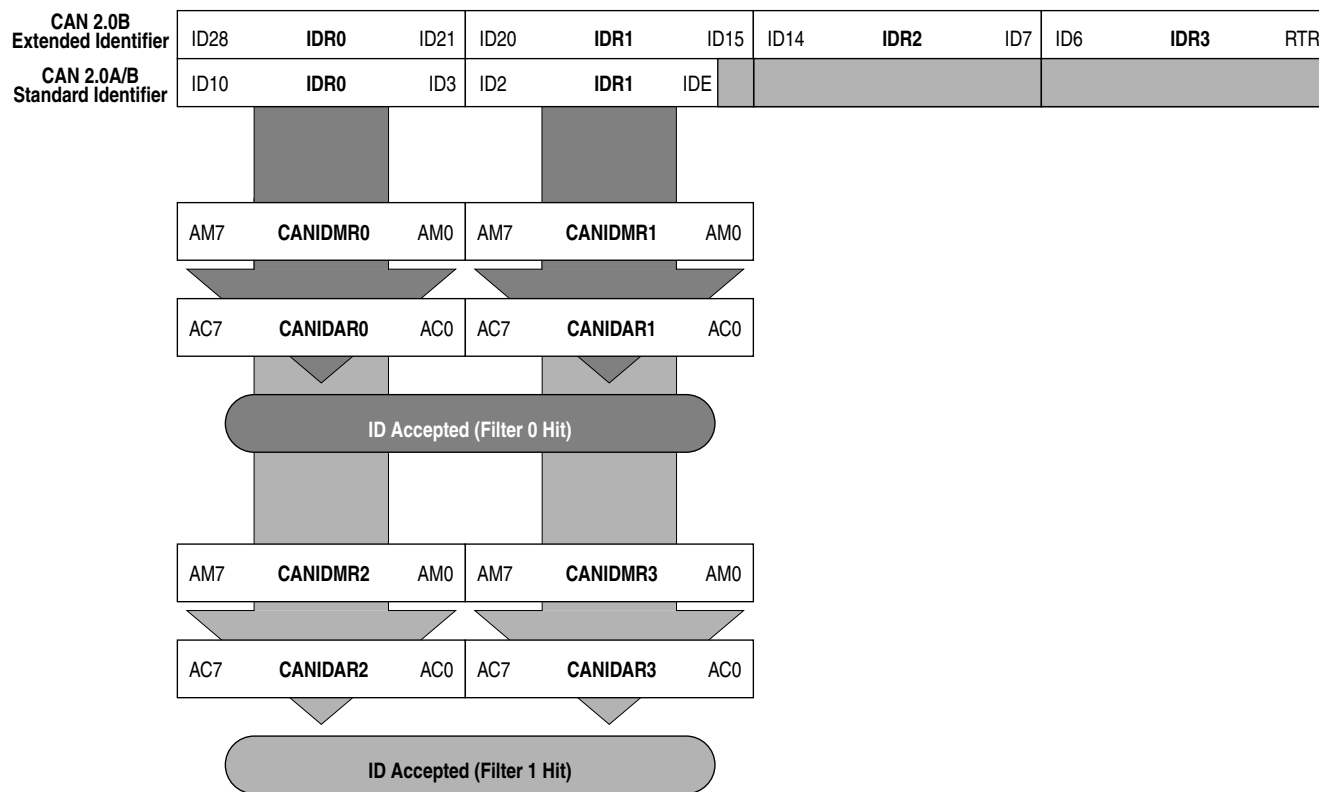 CAN 2.0B
Extended Identifier
ID28 IDR0 ID21 ID20 IDR1 ID15 ID14 IDR2 ID7 ID6 IDR3 RTR
CAN 2.0A/B
Standard Identifier
ID10 IDR0 ID3 ID2 IDR1 IDE
AM7 CANIDMR0 AM0 AM7 CANIDMR1 AM0
AC7 CANIDAR0 AC0 AC7 CANIDAR1 AC0
ID Accepted (Filter 0 Hit)
AM7 CANIDMR2 AM0 AM7 CANIDMR3 AM0
AC7 CANIDAR2 AC0 AC7 CANIDAR3 AC0
ID Accepted (Filter 1 Hit)